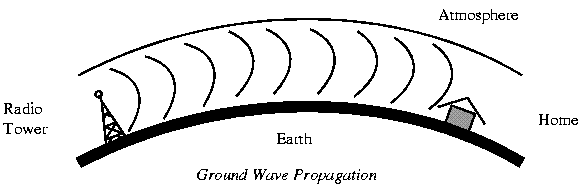 Atmosphere
Radio
Tower
Home
Earth
Ground Wave Propagation